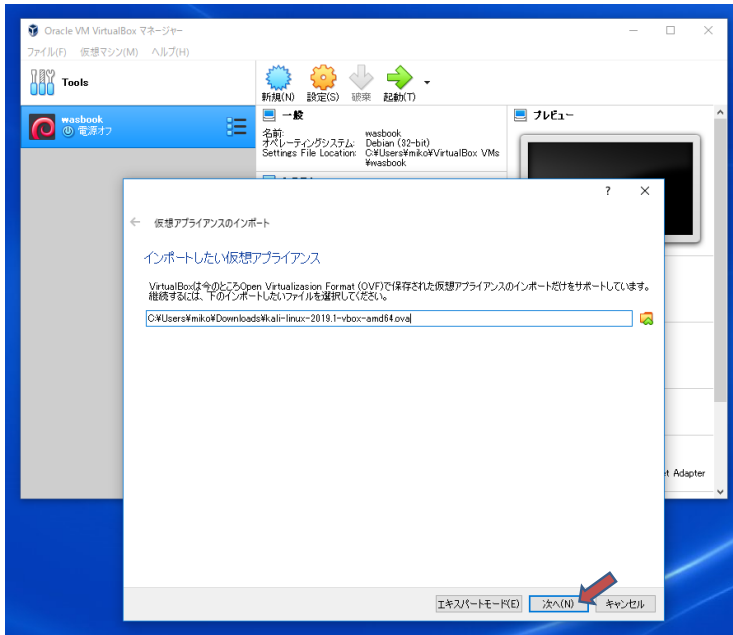 Oracle VM VirtualBox マネージャー
ファイル(F) 仮想マシン(M) ヘルプ(H)
Tools
新規(N) 設定(S) 破棄 起動(T)
wasbook
電源オフ
一般
名前: wasbook
オペレーティングシステム: Debian (32-bit)
Settings File Location: C:¥Users¥miko¥VirtualBox VMs
¥wasbook
プレビュー
? ×
← 仮想アプライアンスのインポート
インポートしたい仮想アプライアンス
VirtualBoxは今のところOpen Virtualizasion Format (OVF)で保存された仮想アプライアンスのインポートだけをサポートしています。
継続するには、下のインポートしたいファイルを選択してください。
C:¥Users¥miko¥Downloads¥kali-linux-2019.1-vbox-amd64.ova
et Adapter
エキスパートモード(E) 次へ(N) キャンセル